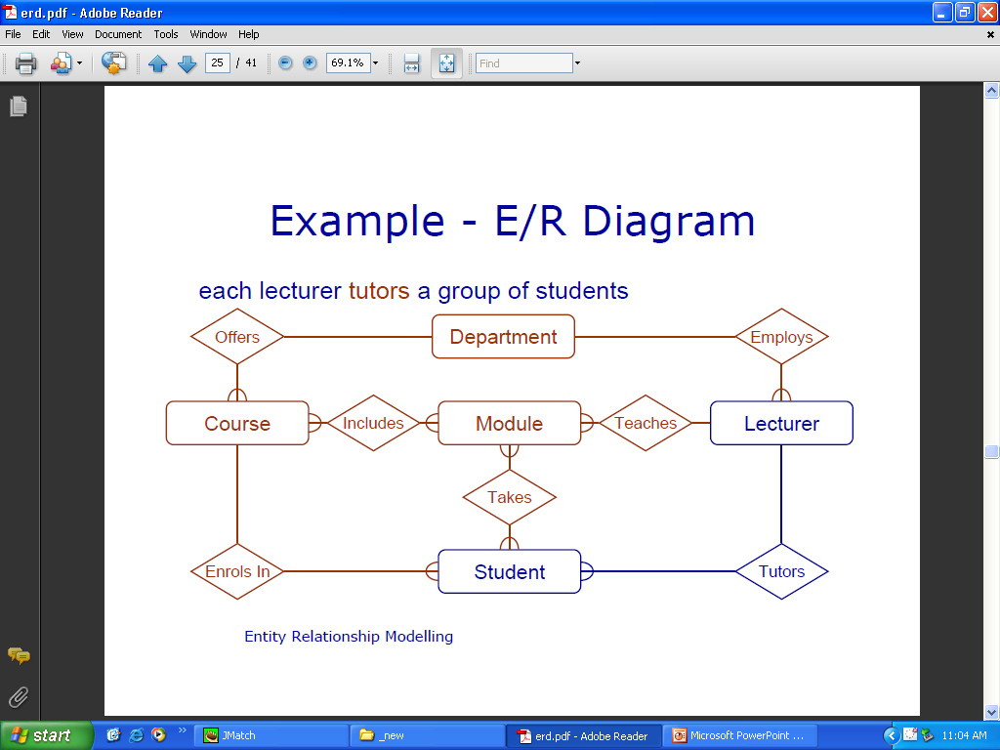 erd.pdf - Adobe Reader
File Edit View Document Tools Window Help
25 / 41 69.1% Find
Example - E/R Diagram
each lecturer tutors a group of students
Offers Department Employs
Course Includes Module Teaches Lecturer
Takes
Enrols In Student Tutors
Entity Relationship Modelling
start JMatch _new erd.pdf - Adobe Reader Microsoft PowerPoint ... 11:04 AM